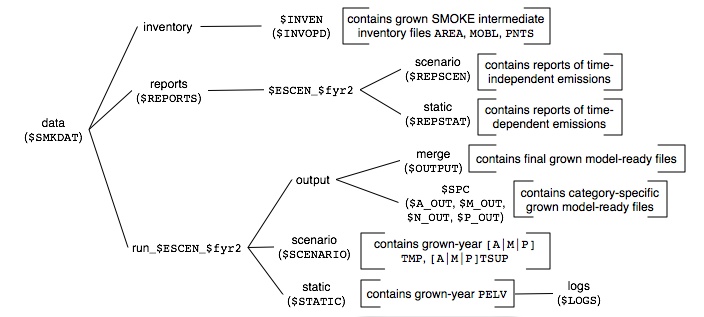 inventory
$INVEN
($INVOPD)
contains grown SMOKE intermediate
inventory files AREA, MOBL, PNTS
reports
($REPORTS)
$ESCEN_$fyr2
scenario
($REPSCEN)
contains reports of time-
independent emissions
static
($REPSTAT)
contains reports of time-
dependent emissions
data
($SMKDAT)
output
merge
($OUTPUT)
contains final grown model-ready files
$SPC
($A_OUT, $M_OUT,
$N_OUT, $P_OUT)
contains category-specific
grown model-ready files
run_$ESCEN_$fyr2
scenario
($SCENARIO)
contains grown-year [A|M|P]
TMP, [A|M|P]TSUP
static
($STATIC)
contains grown-year PELV
logs
($LOGS)